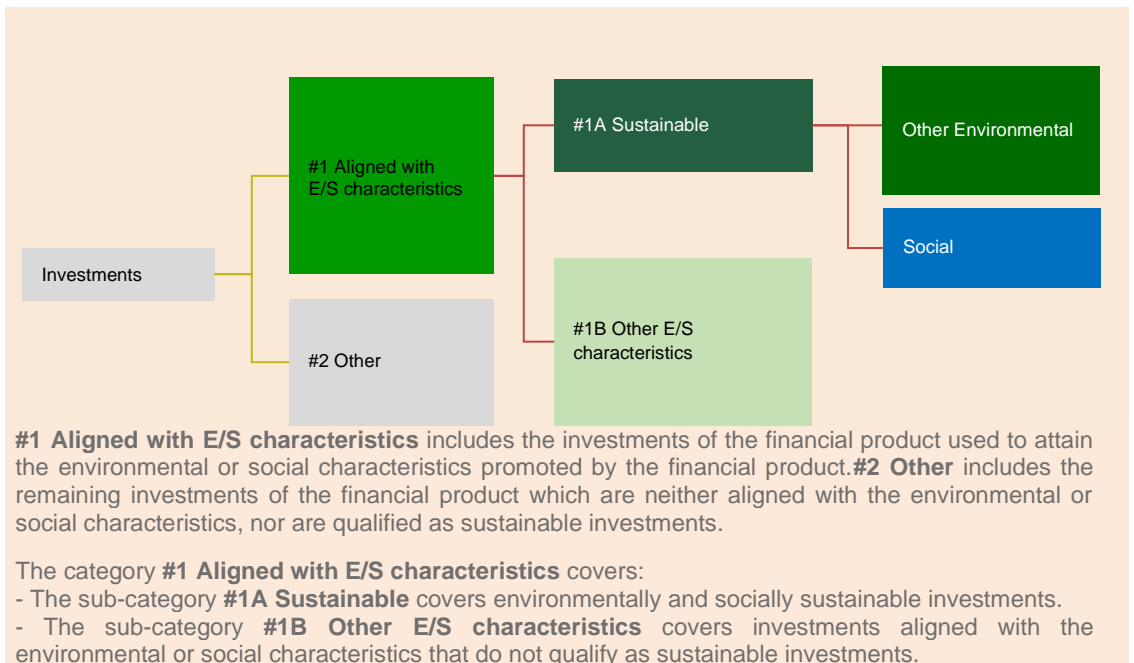 #1A Sustainable
Other Environmental
#1 Aligned with
E/S characteristics
Social
Investments
#1B Other E/S
characteristics
#2 Other
#1 Aligned with E/S characteristics includes the investments of the financial product used to attain
the environmental or social characteristics promoted by the financial product.#2 Other includes the
remaining investments of the financial product which are neither aligned with the environmental or
social characteristics, nor are qualified as sustainable investments.
The category #1 Aligned with E/S characteristics covers:
- The sub-category #1A Sustainable covers environmentally and socially sustainable investments.
- The sub-category #1B Other E/S characteristics covers investments aligned with the
environmental or social characteristics that do not qualify as sustainable investments.